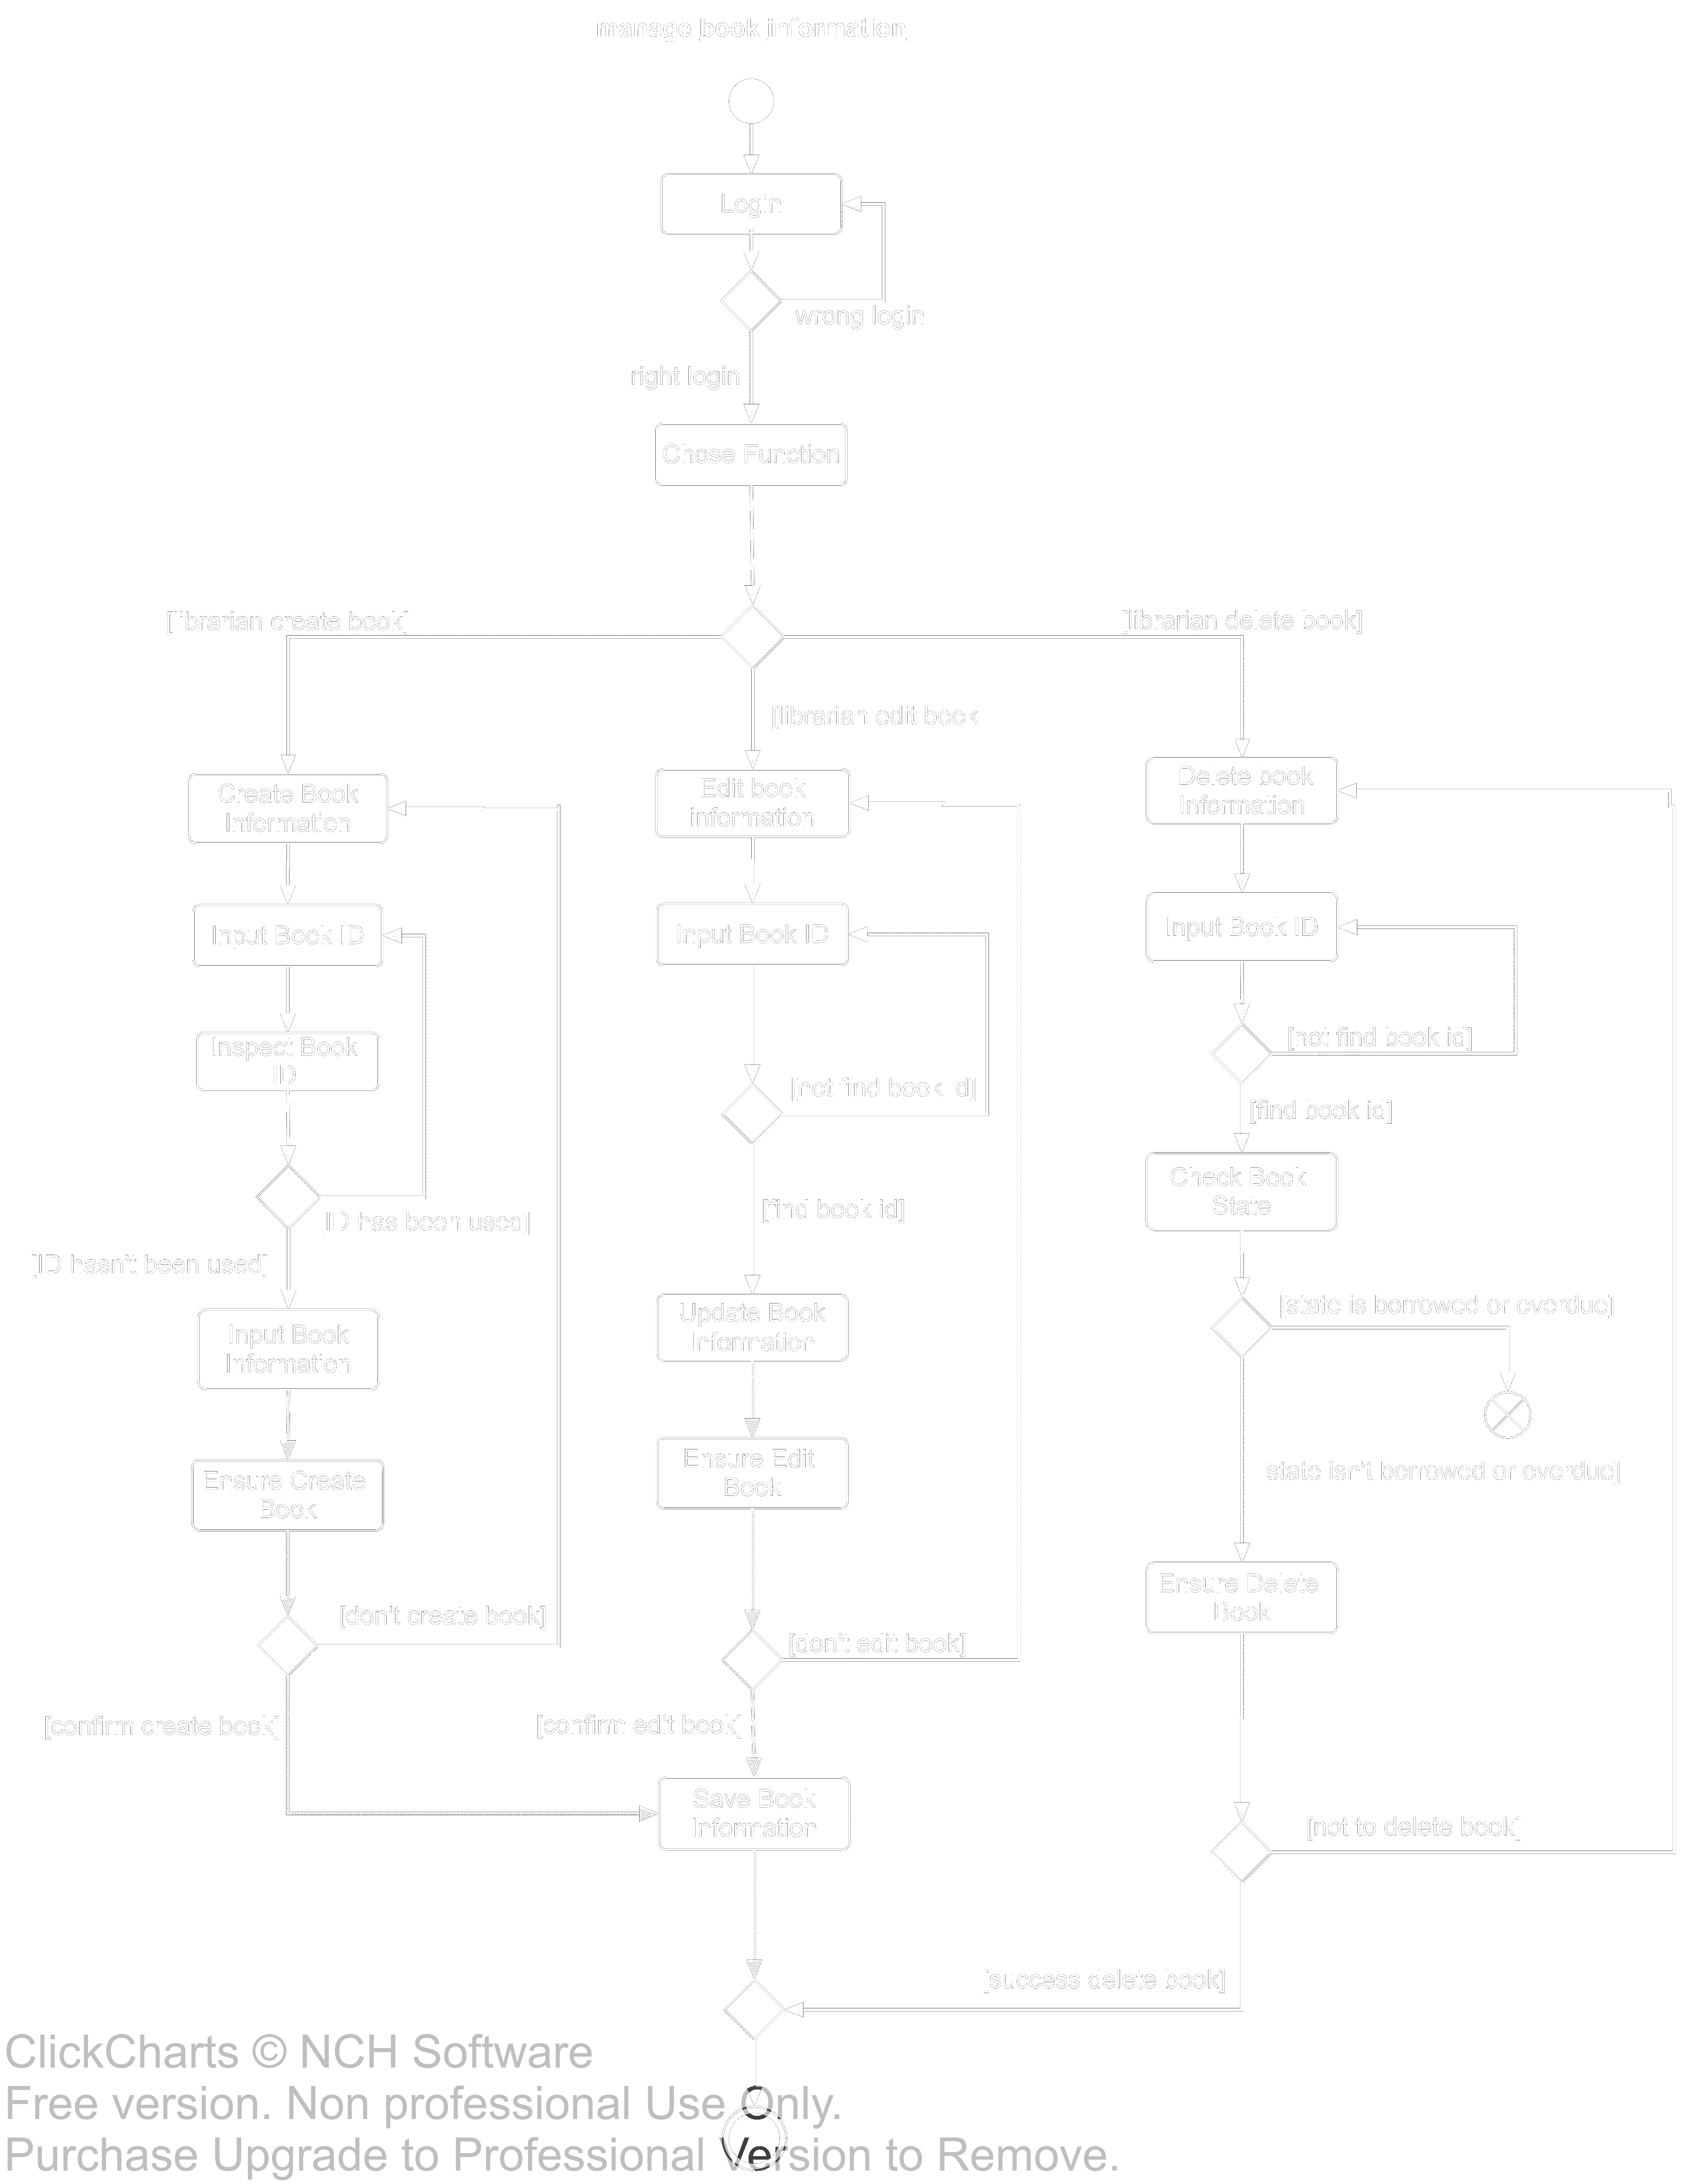 manage book information
Login
wrong login
right login
Chose Function
[librarian create book]
[librarian delete book]
[librarian edit book
Create Book
Information
Edit book
information
Delete book
Information
Input Book ID
Input Book ID
Input Book ID
Inspect Book
ID
[not find book id]
[not find book id]
[find book id]
Check Book
State
[ID has been used]
[find book id]
[ID hasn't been used]
[state is borrowed or overdue]
Input Book
Information
Update Book
Information
Ensure Create
Book
Ensure Edit
Book
state isn't borrowed or overdue]
Ensure Delete
Book
[don't create book]
[don't edit book]
[confirm create book]
[confirm edit book]
Save Book
Information
[not to delete book]
[success delete book]
ClickCharts © NCH Software
Free version. Non professional Use Only.
Purchase Upgrade to Professional Version to Remove.